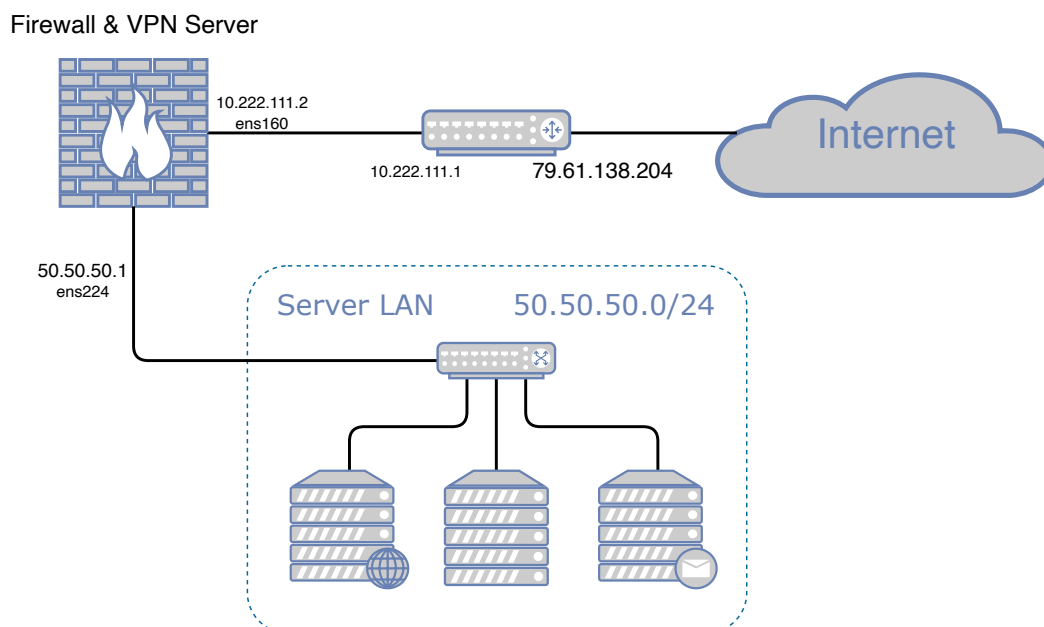 Firewall & VPN Server
10.222.111.2
ens160
10.222.111.1
79.61.138.204
Internet
50.50.50.1
ens224
Server LAN 50.50.50.0/24